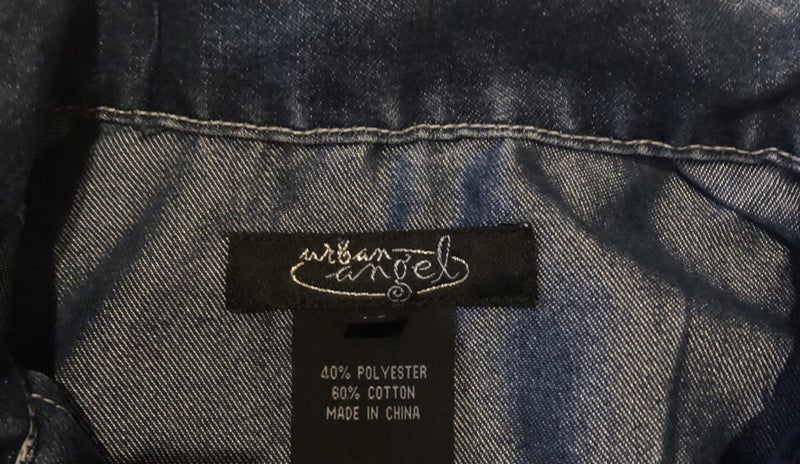 urban
angel
40% POLYESTER
60% COTTON
MADE IN CHINA